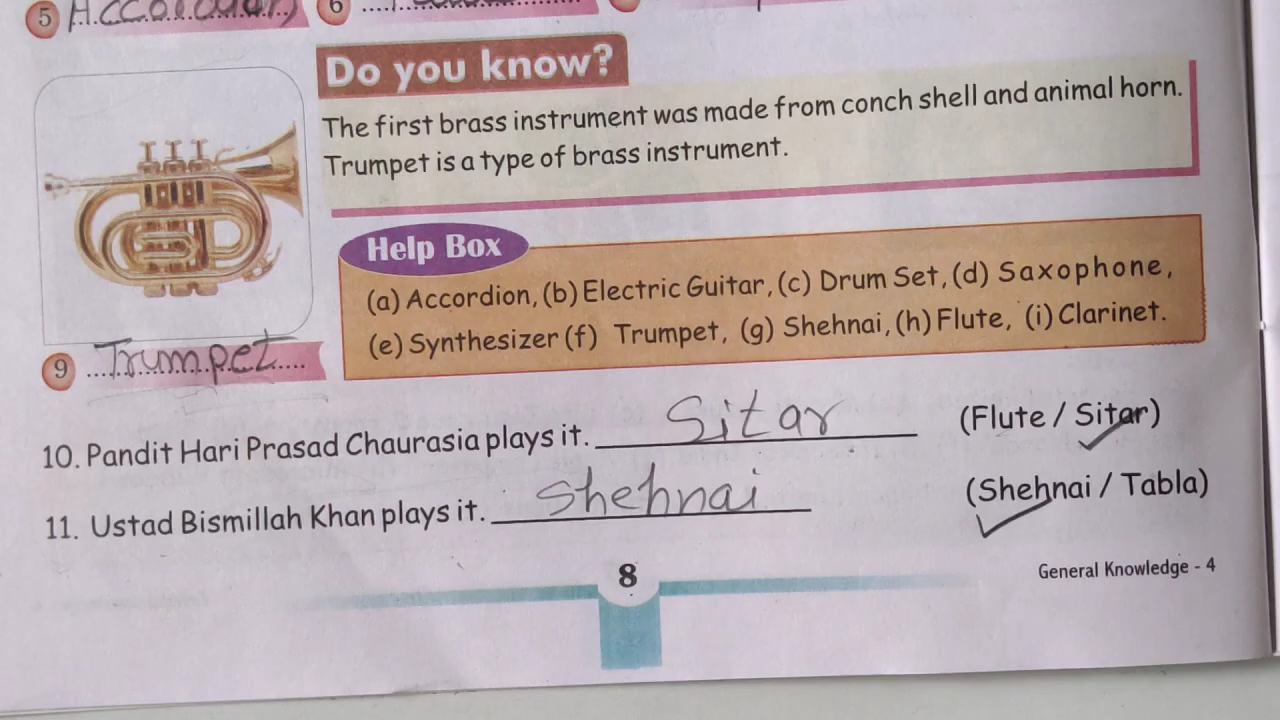 5 Accordian
6
Do you know?
The first brass instrument was made from conch shell and animal horn.
Trumpet is a type of brass instrument.
Help Box
(a) Accordion, (b) Electric Guitar, (c) Drum Set, (d) Saxophone,
(e) Synthesizer (f) Trumpet, (g) Shehnai, (h) Flute, (i) Clarinet.
9 Trumpet
10. Pandit Hari Prasad Chaurasia plays it. Sitar (Flute / Sitar)
11. Ustad Bismillah Khan plays it. Shehnai (Shehnai / Tabla)
8
General Knowledge - 4